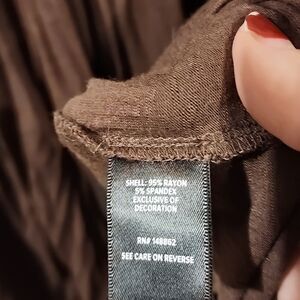 SHELL: 95% RAYON
5% SPANDEX
EXCLUSIVE OF
DECORATION
RN# 148862
SEE CARE ON REVERSE